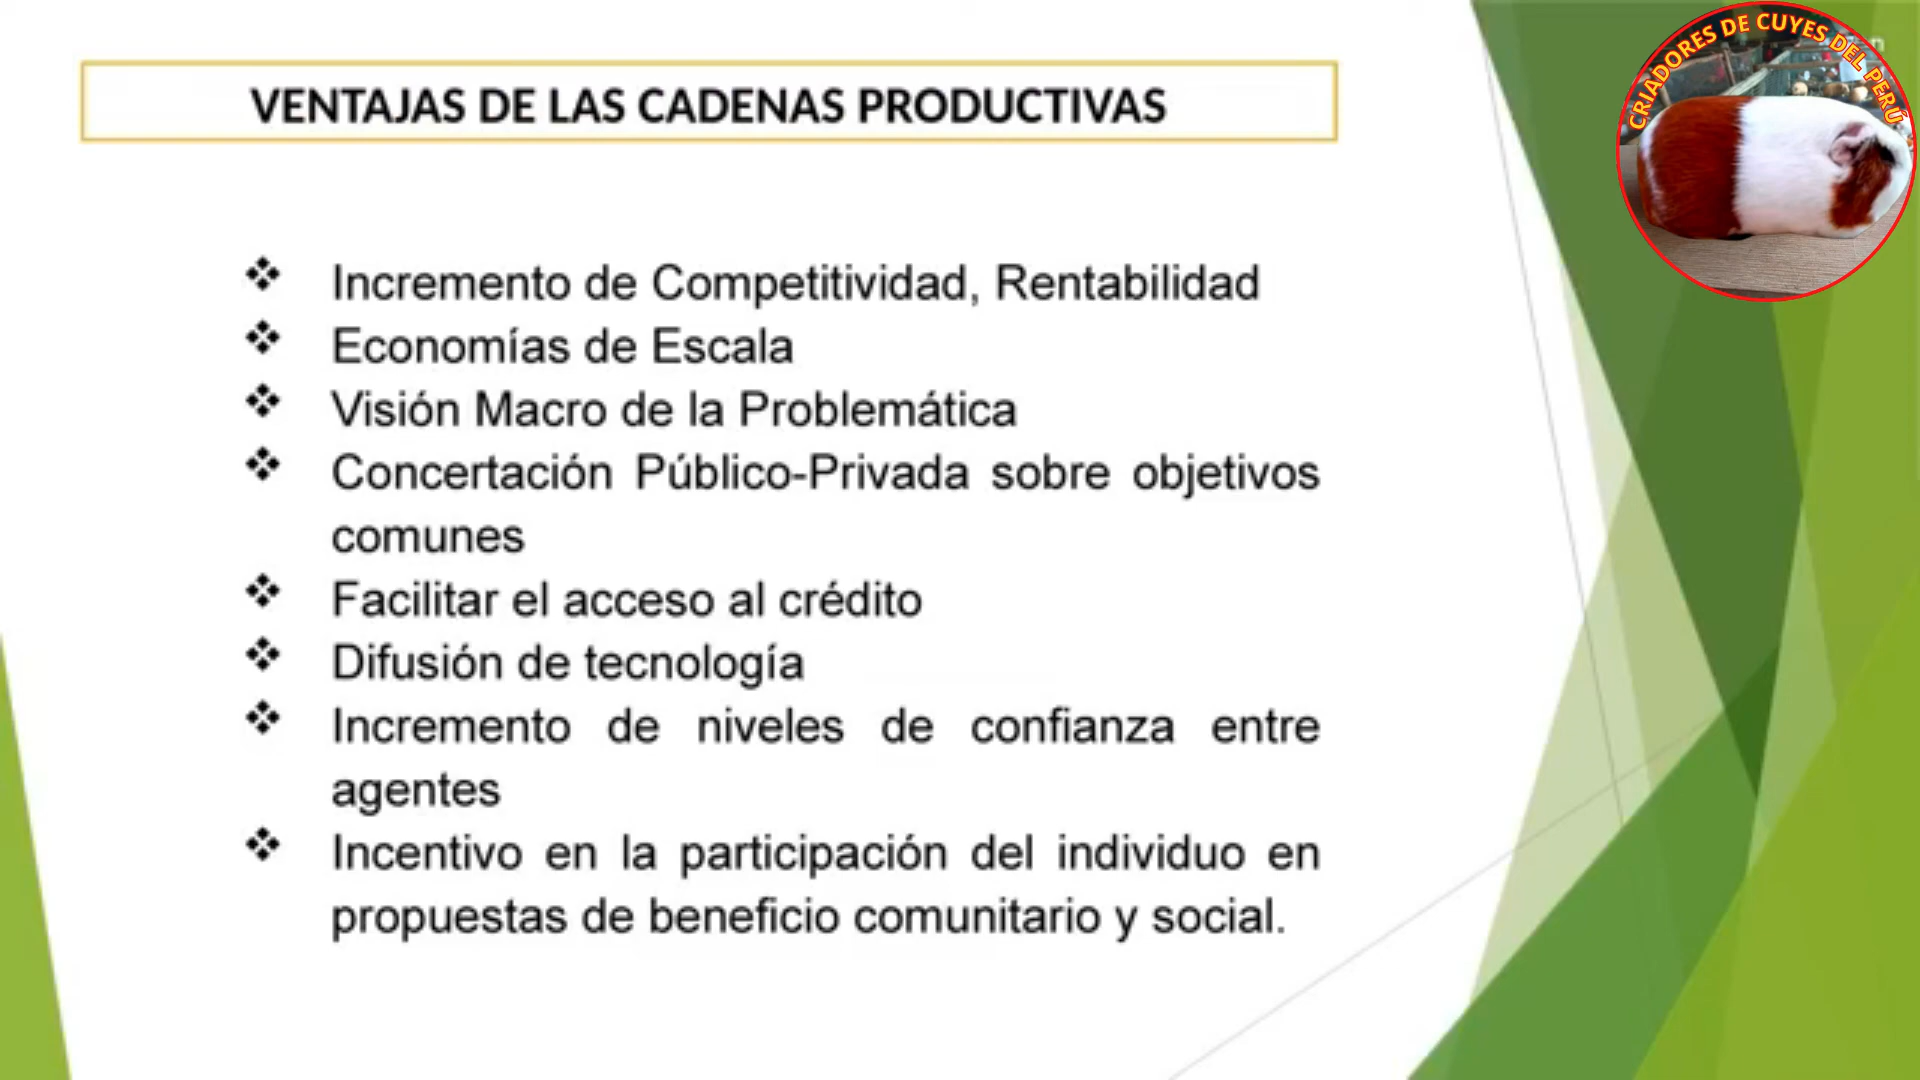 CRIADORES DE CUYES DEL PERÚ
VENTAJAS DE LAS CADENAS PRODUCTIVAS
❖ Incremento de Competitividad, Rentabilidad
❖ Economías de Escala
❖ Visión Macro de la Problemática
❖ Concertación Público-Privada sobre objetivos
comunes
❖ Facilitar el acceso al crédito
❖ Difusión de tecnología
❖ Incremento de niveles de confianza entre
agentes
❖ Incentivo en la participación del individuo en
propuestas de beneficio comunitario y social.